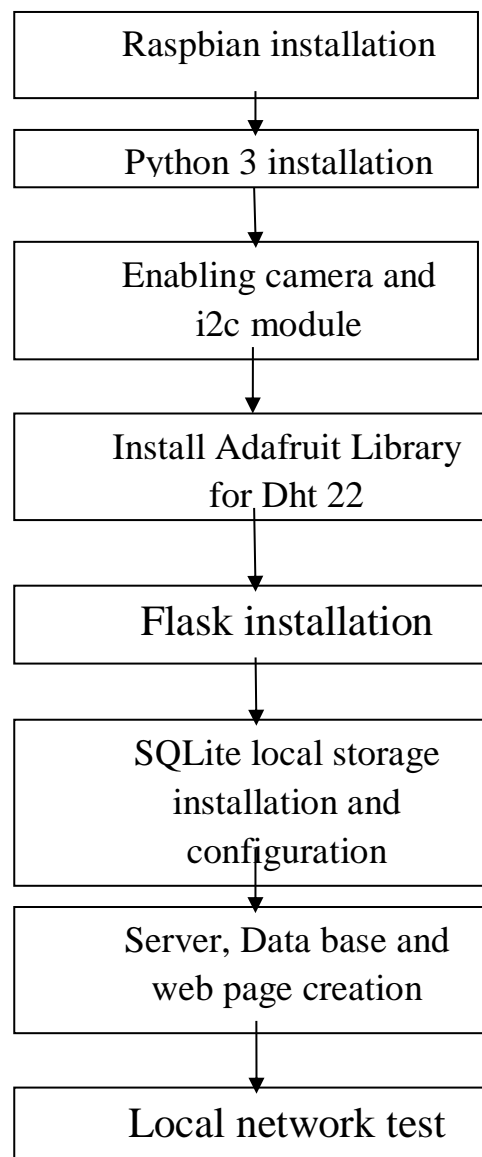 Raspbian installation
Python 3 installation
Enabling camera and
i2c module
Install Adafruit Library
for Dht 22
Flask installation
SQLite local storage
installation and
configuration
Server, Data base and
web page creation
Local network test